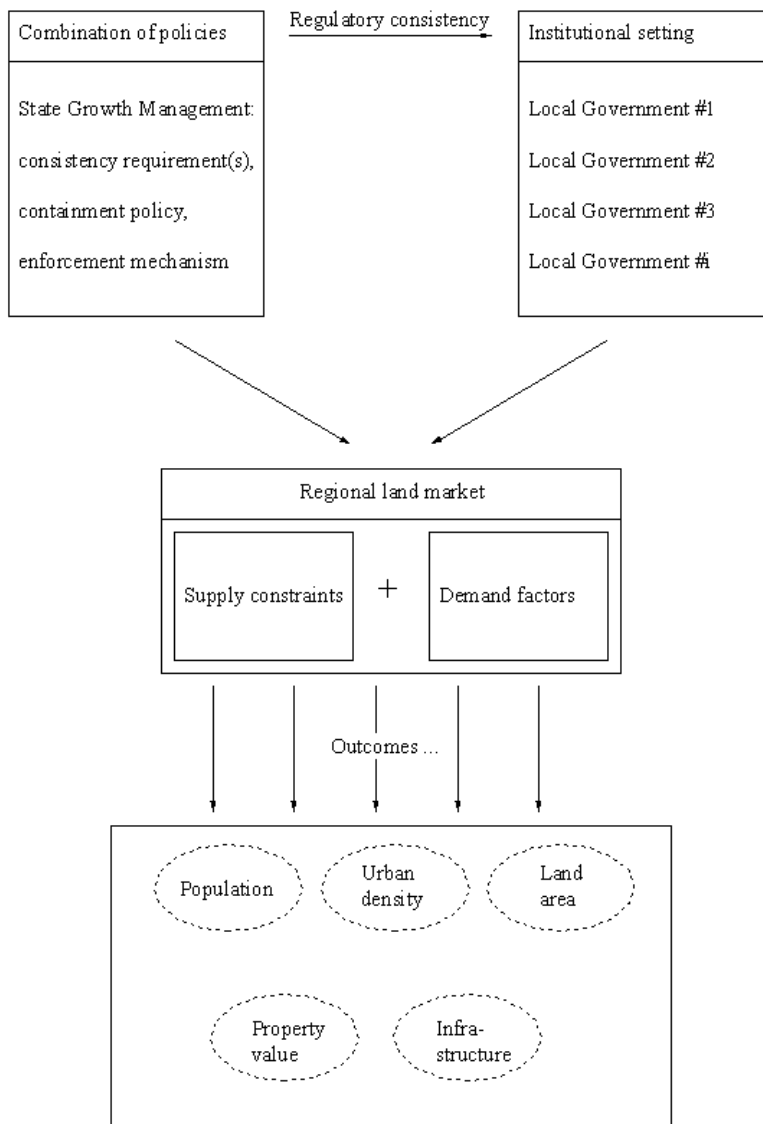 Combination of policies
Regulatory consistency
Institutional setting
State Growth Management:
consistency requirement(s),
containment policy,
enforcement mechanism
Local Government #1
Local Government #2
Local Government #3
Local Government #i
Regional land market
Supply constraints
+
Demand factors
Outcomes ...
Population
Urban
density
Land
area
Property
value
Infra-
structure